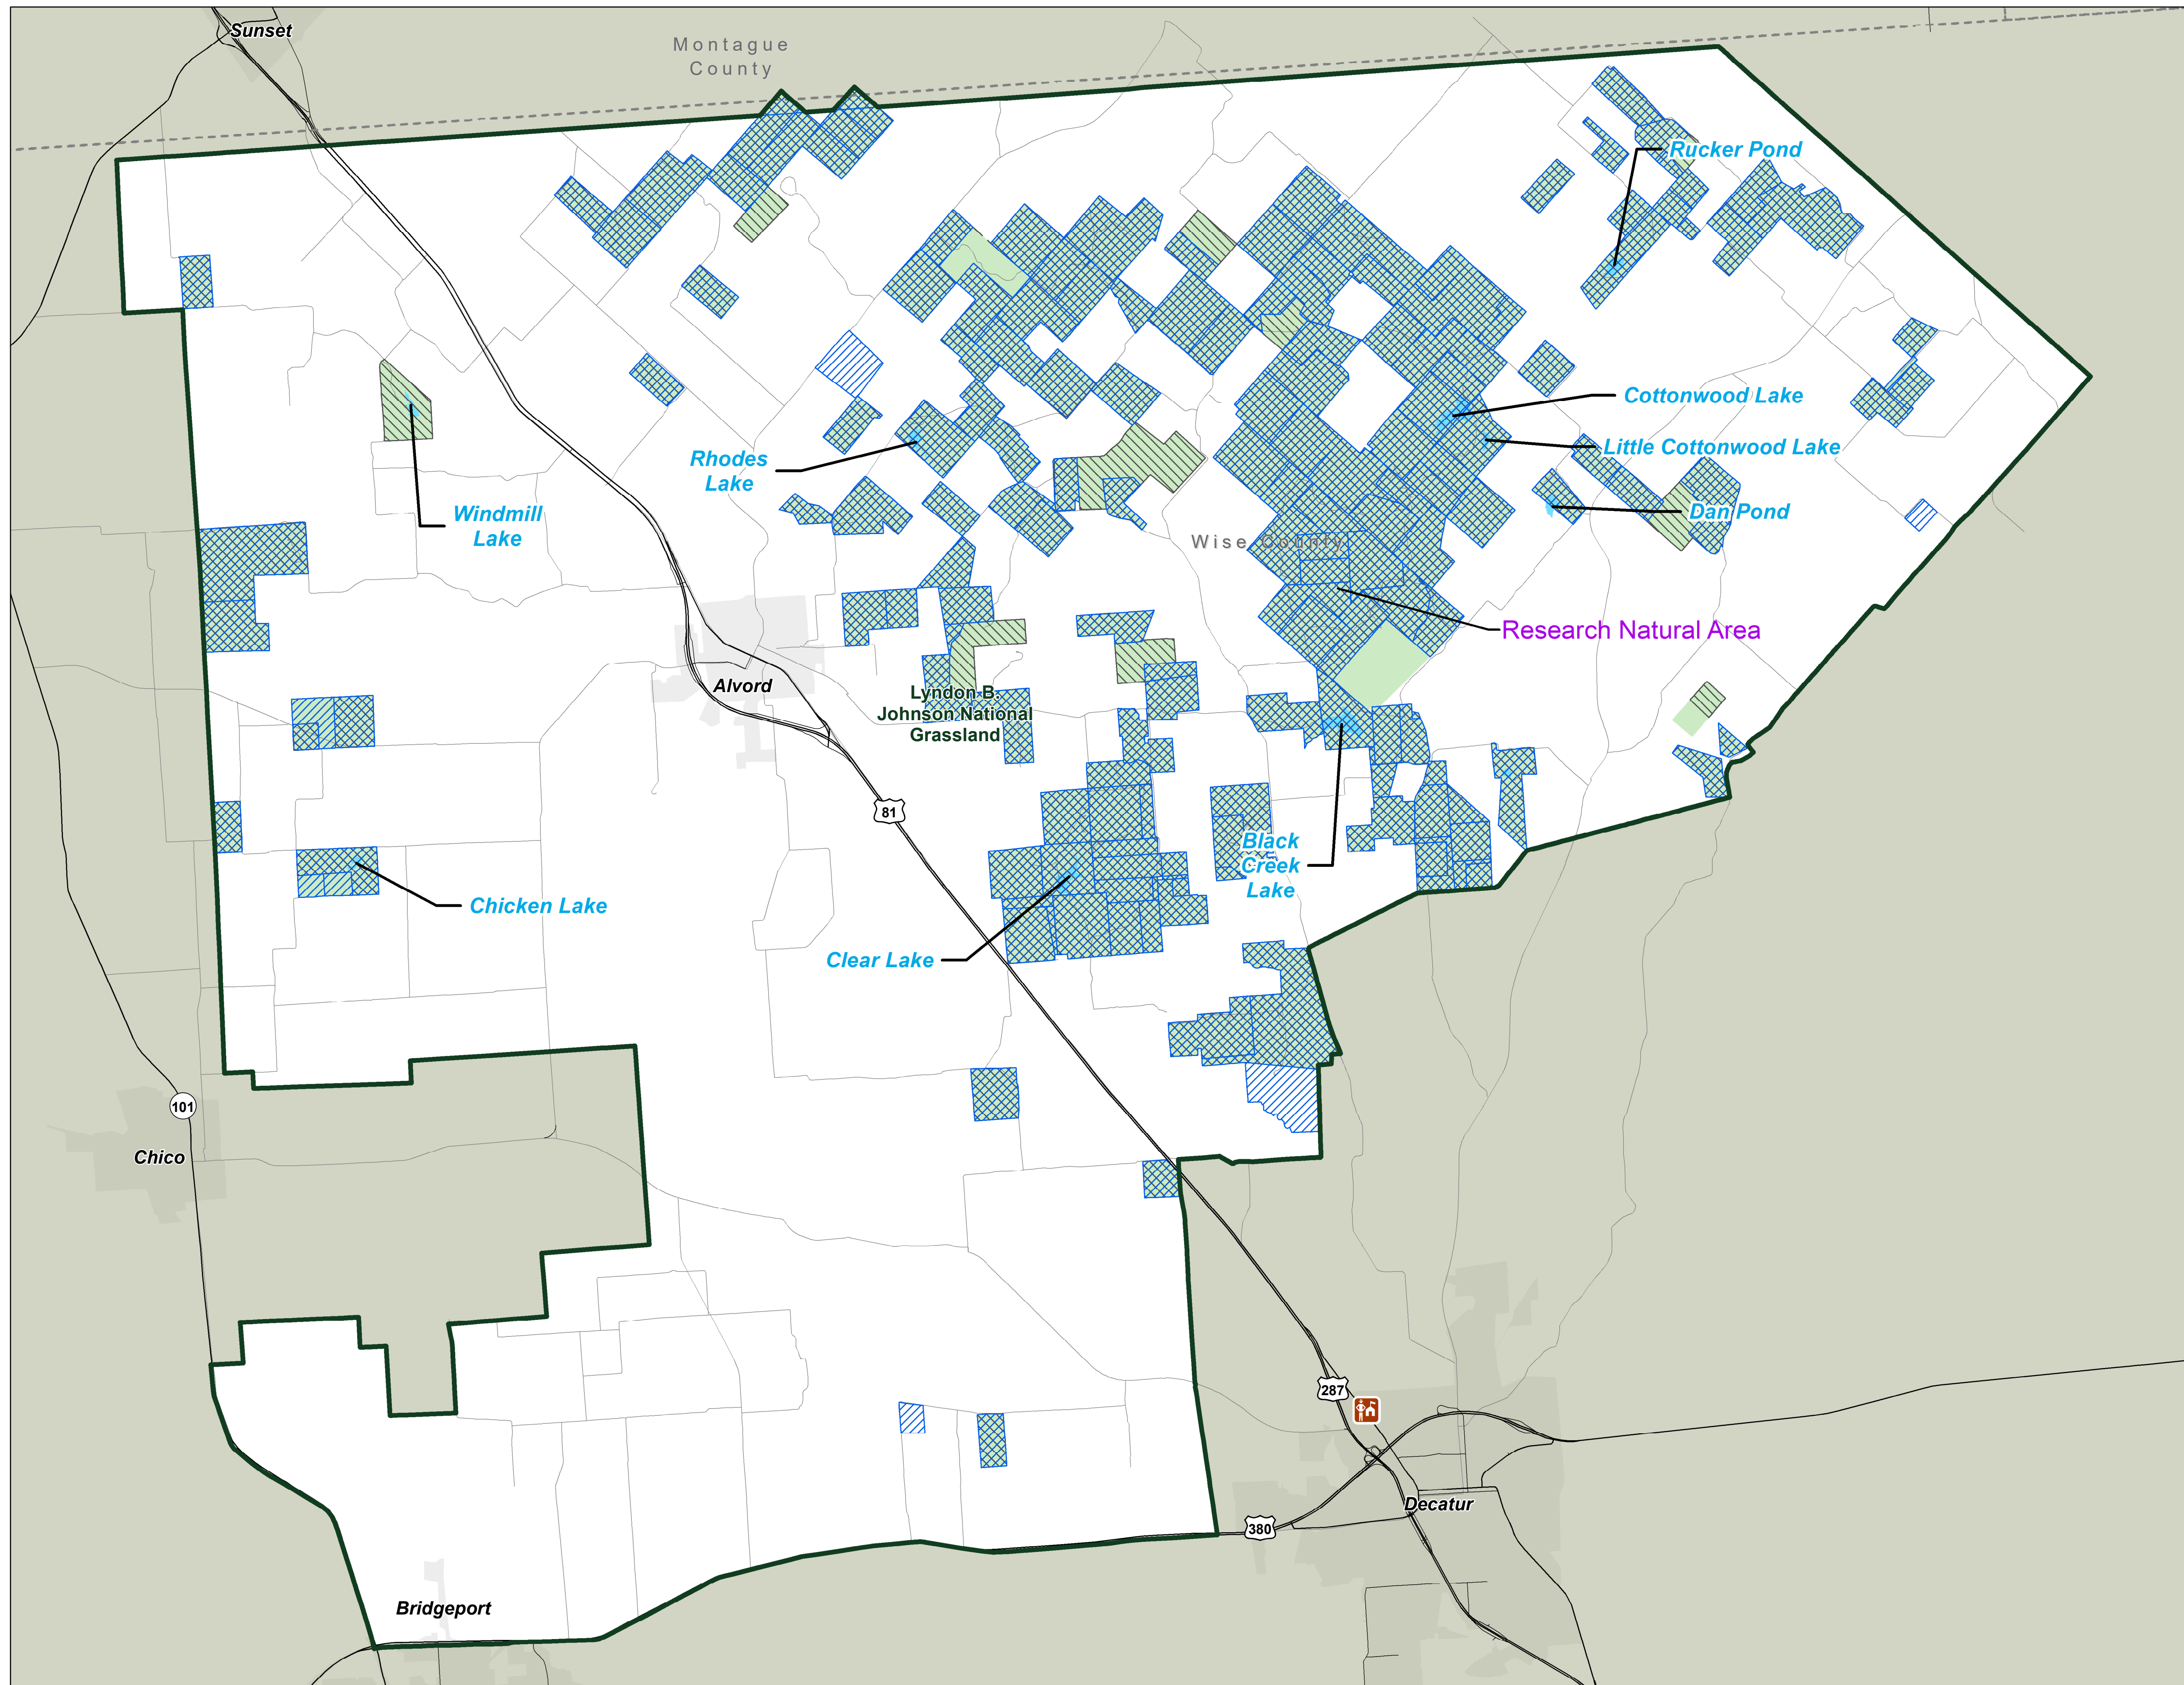 Sunset
Montague
County
Rucker Pond
Cottonwood Lake
Little Cottonwood Lake
Rhodes
Lake
Windmill
Lake
Dan Pond
Wise County
Research Natural Area
Alvord
Lyndon B.
Johnson National
Grassland
81
Black
Creek
Lake
Chicken Lake
Clear Lake
101
Chico
287
Decatur
380
Bridgeport